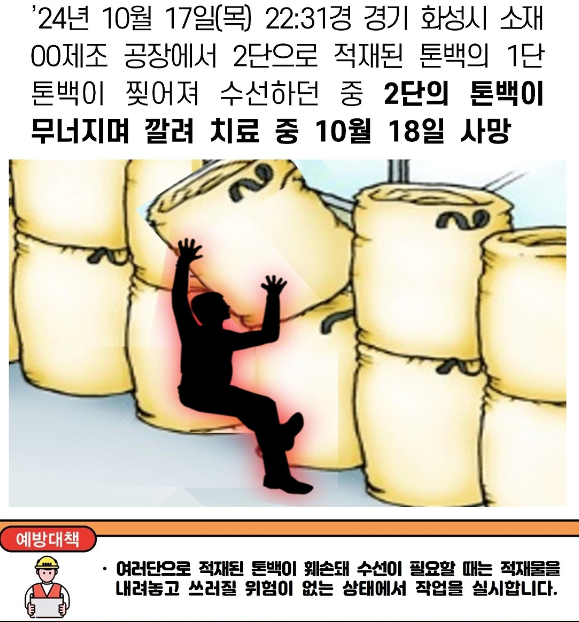 ’24년 10월 17일(목) 22:31경 경기 화성시 소재
00제조 공장에서 2단으로 적재된 톤백의 1단
톤백이 찢어져 수선하던 중 2단의 톤백이
무너지며 깔려 치료 중 10월 18일 사망
예방대책
· 여러단으로 적재된 톤백이 훼손돼 수선이 필요할 때는 적재물을
내려놓고 쓰러질 위험이 없는 상태에서 작업을 실시합니다.